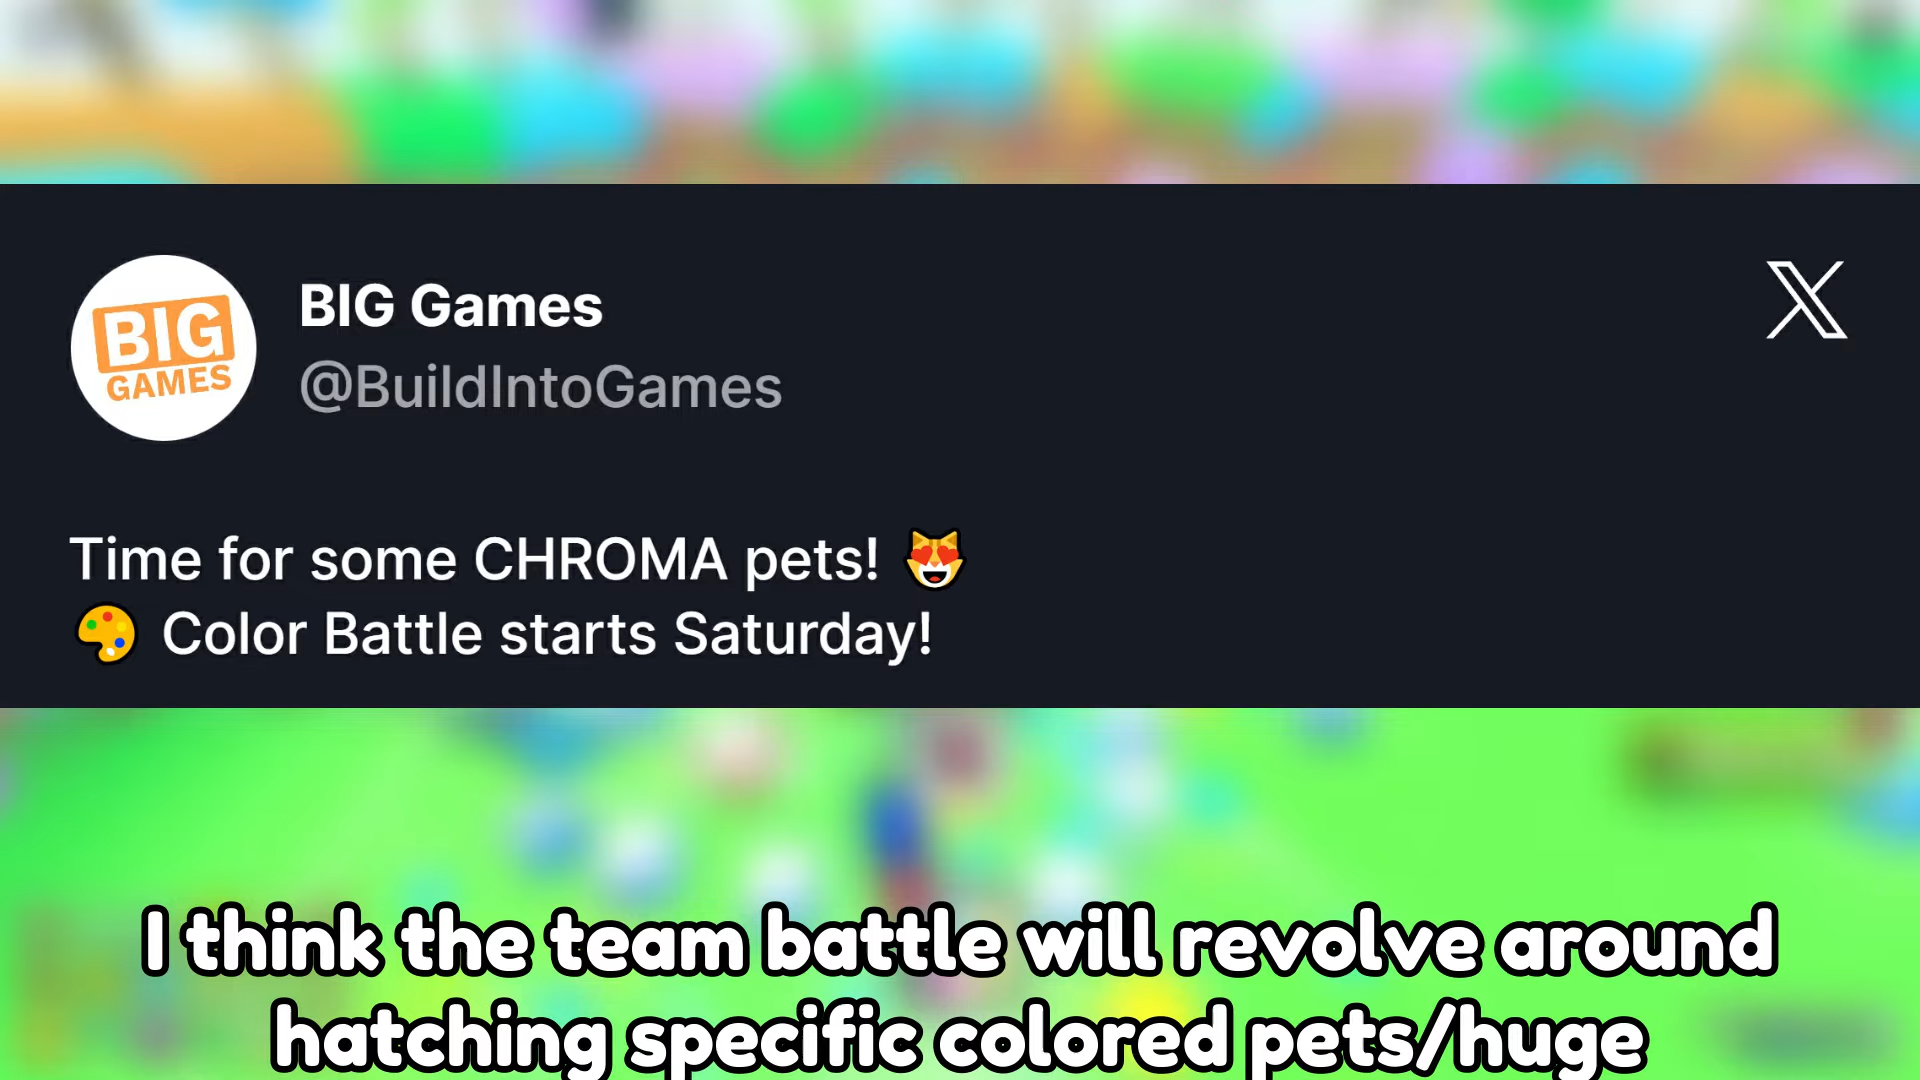 BIG
GAMES
BIG Games
@BuildIntoGames
Time for some CHROMA pets! 😻
🎨 Color Battle starts Saturday!
I think the team battle will revolve around
hatching specific colored pets/huge